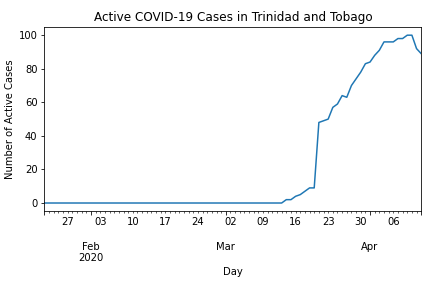 Active COVID-19 Cases in Trinidad and Tobago
100
80
60
40
20
0
Number of Active Cases
27 03 10 17 24 02 09 16 23 30 06
Feb Mar Apr
2020
Day